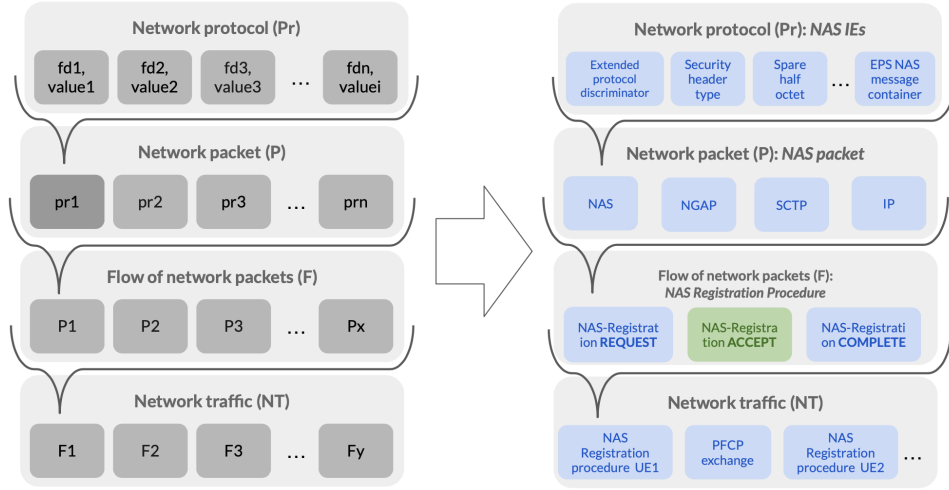 Network protocol (Pr)
fd1,
value1
fd2,
value2
fd3,
value3
...
fdn,
valuei
Network packet (P)
pr1
pr2
pr3
...
prn
Flow of network packets (F)
P1
P2
P3
...
Px
Network traffic (NT)
F1
F2
F3
...
Fy
Network protocol (Pr): NAS IEs
Extended
protocol
discriminator
Security
header
type
Spare
half
octet
...
EPS NAS
message
container
Network packet (P): NAS packet
NAS
NGAP
SCTP
IP
Flow of network packets (F):
NAS Registration Procedure
NAS-Registrat
ion REQUEST
NAS-Registra
tion ACCEPT
NAS-Registrati
on COMPLETE
Network traffic (NT)
NAS
Registration
procedure UE1
PFCP
exchange
NAS
Registration
procedure UE2
...